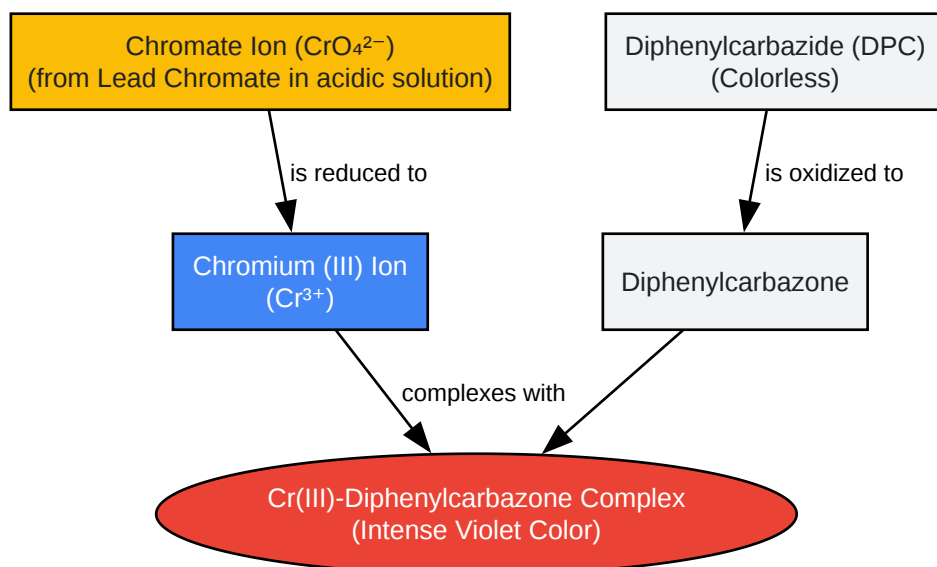 Chromate Ion (CrO₄²⁻)
(from Lead Chromate in acidic solution)
Diphenylcarbazide (DPC)
(Colorless)
is reduced to
is oxidized to
Chromium (III) Ion
(Cr³⁺)
Diphenylcarbazone
complexes with
Cr(III)-Diphenylcarbazone Complex
(Intense Violet Color)